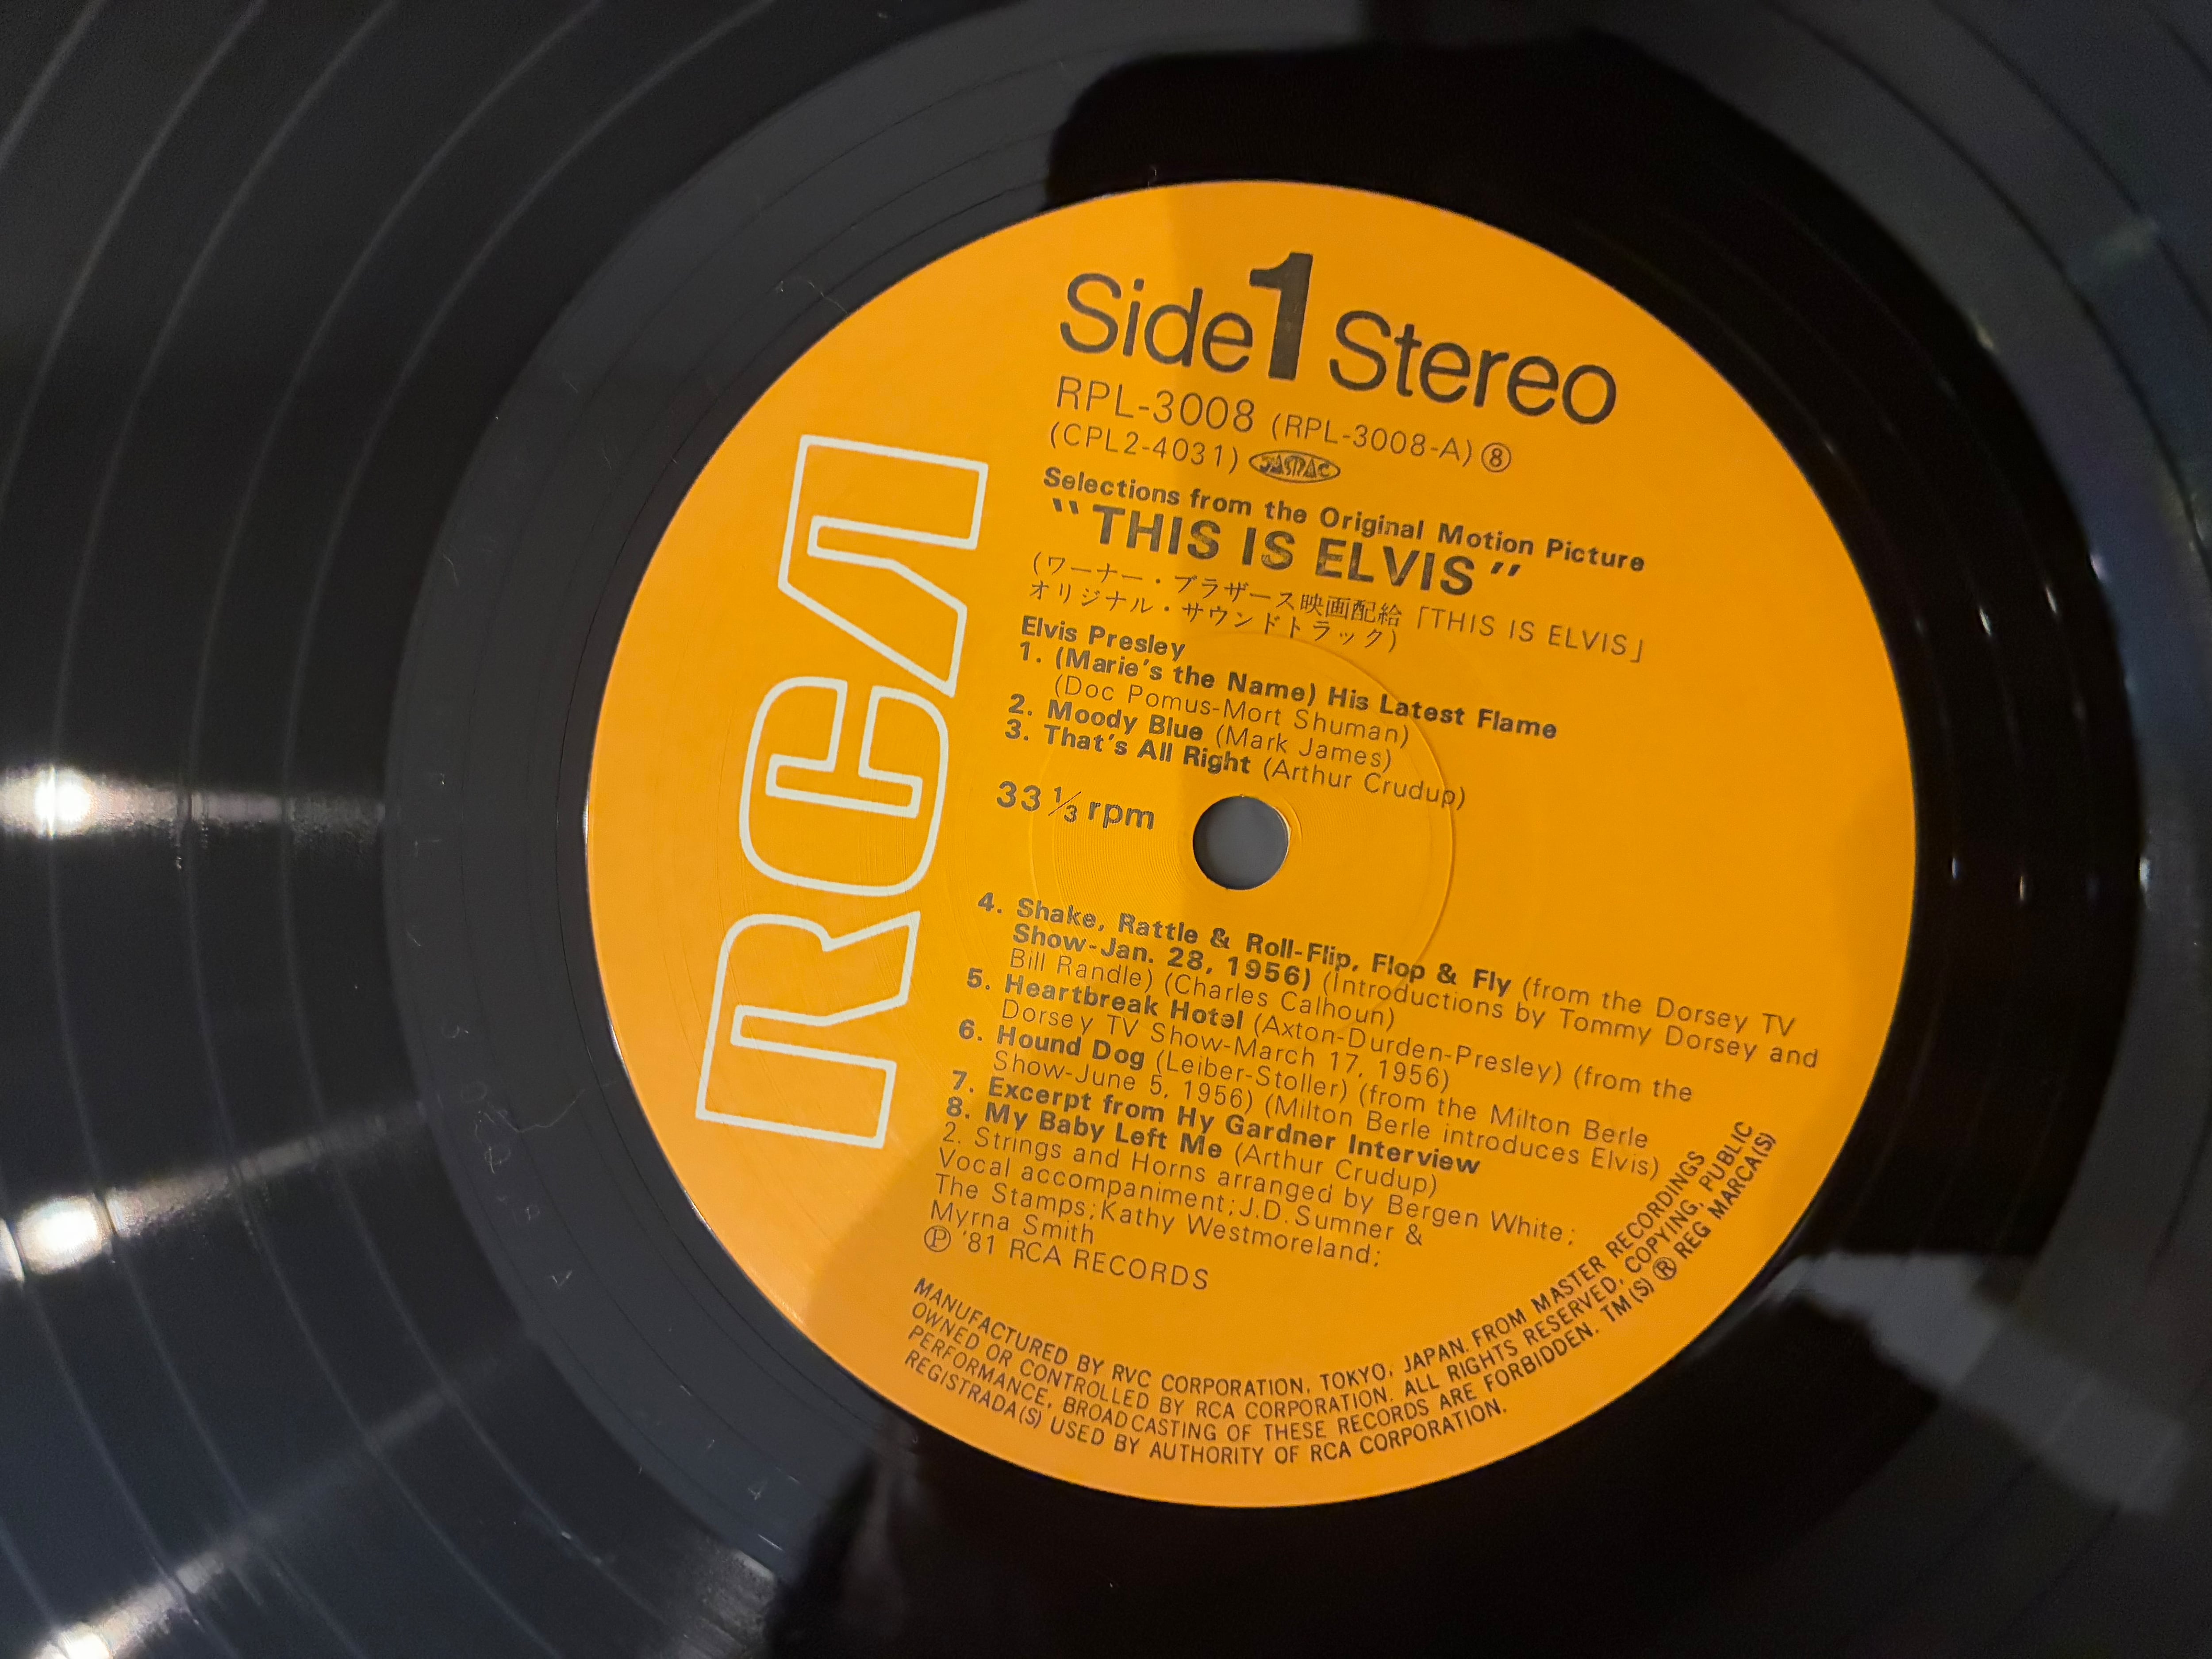 Side 1 Stereo
RPL-3008 (RPL-3008-A) ⑧
(CPL2-4031) JASRAC
Selections from the Original Motion Picture
"THIS IS ELVIS"
(ワーナー・ブラザース映画配給「THIS IS ELVIS」
オリジナル・サウンドトラック)
Elvis Presley
1. (Marie's the Name) His Latest Flame
(Doc Pomus-Mort Shuman)
2. Moody Blue (Mark James)
3. That's All Right (Arthur Crudup)
33 1/3 rpm
RCA
4. Shake, Rattle & Roll-Flip, Flop & Fly (from the Dorsey TV
Show-Jan. 28, 1956) (Introductions by Tommy Dorsey and
Bill Randle) (Charles Calhoun)
5. Heartbreak Hotel (Axton-Durden-Presley) (from the
Dorsey TV Show-March 17, 1956)
6. Hound Dog (Leiber-Stoller) (from the Milton Berle
Show-June 5, 1956) (Milton Berle introduces Elvis)
7. Excerpt from Hy Gardner Interview
8. My Baby Left Me (Arthur Crudup)
2. Strings and Horns arranged by Bergen White;
Vocal accompaniment; J.D. Sumner &
The Stamps; Kathy Westmoreland;
Myrna Smith
Ⓟ '81 RCA RECORDS
MANUFACTURED BY RVC CORPORATION, TOKYO, JAPAN. FROM MASTER RECORDINGS
OWNED OR CONTROLLED BY RCA CORPORATION. ALL RIGHTS RESERVED, COPYING, PUBLIC
PERFORMANCE, BROADCASTING OF THESE RECORDS ARE FORBIDDEN. TM(S) ® REG MARCA(S)
REGISTRADA(S) USED BY AUTHORITY OF RCA CORPORATION.